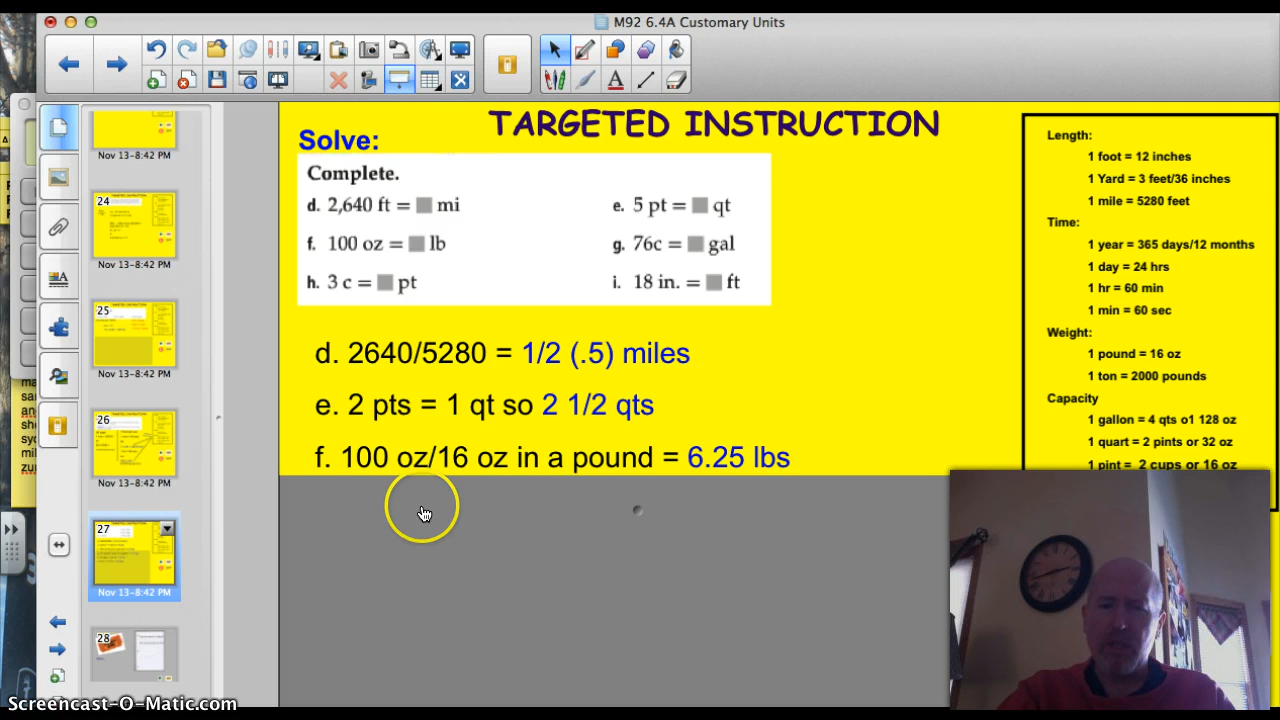 M92 6.4A Customary Units
Nov 13-8:42 PM
24
Nov 13-8:42 PM
25
Nov 13-8:42 PM
26
Nov 13-8:42 PM
27
Nov 13-8:42 PM
28
TARGETED INSTRUCTION
Solve:
Complete.
d. 2,640 ft = mi
e. 5 pt = qt
f. 100 oz = lb
g. 76c = gal
h. 3 c = pt
i. 18 in. = ft
d. 2640/5280 = 1/2 (.5) miles
e. 2 pts = 1 qt so 2 1/2 qts
f. 100 oz/16 oz in a pound = 6.25 lbs
Length:
1 foot = 12 inches
1 Yard = 3 feet/36 inches
1 mile = 5280 feet
Time:
1 year = 365 days/12 months
1 day = 24 hrs
1 hr = 60 min
1 min = 60 sec
Weight:
1 pound = 16 oz
1 ton = 2000 pounds
Capacity
1 gallon = 4 qts o1 128 oz
1 quart = 2 pints or 32 oz
1 pint = 2 cups or 16 oz
Screencast-O-Matic.com